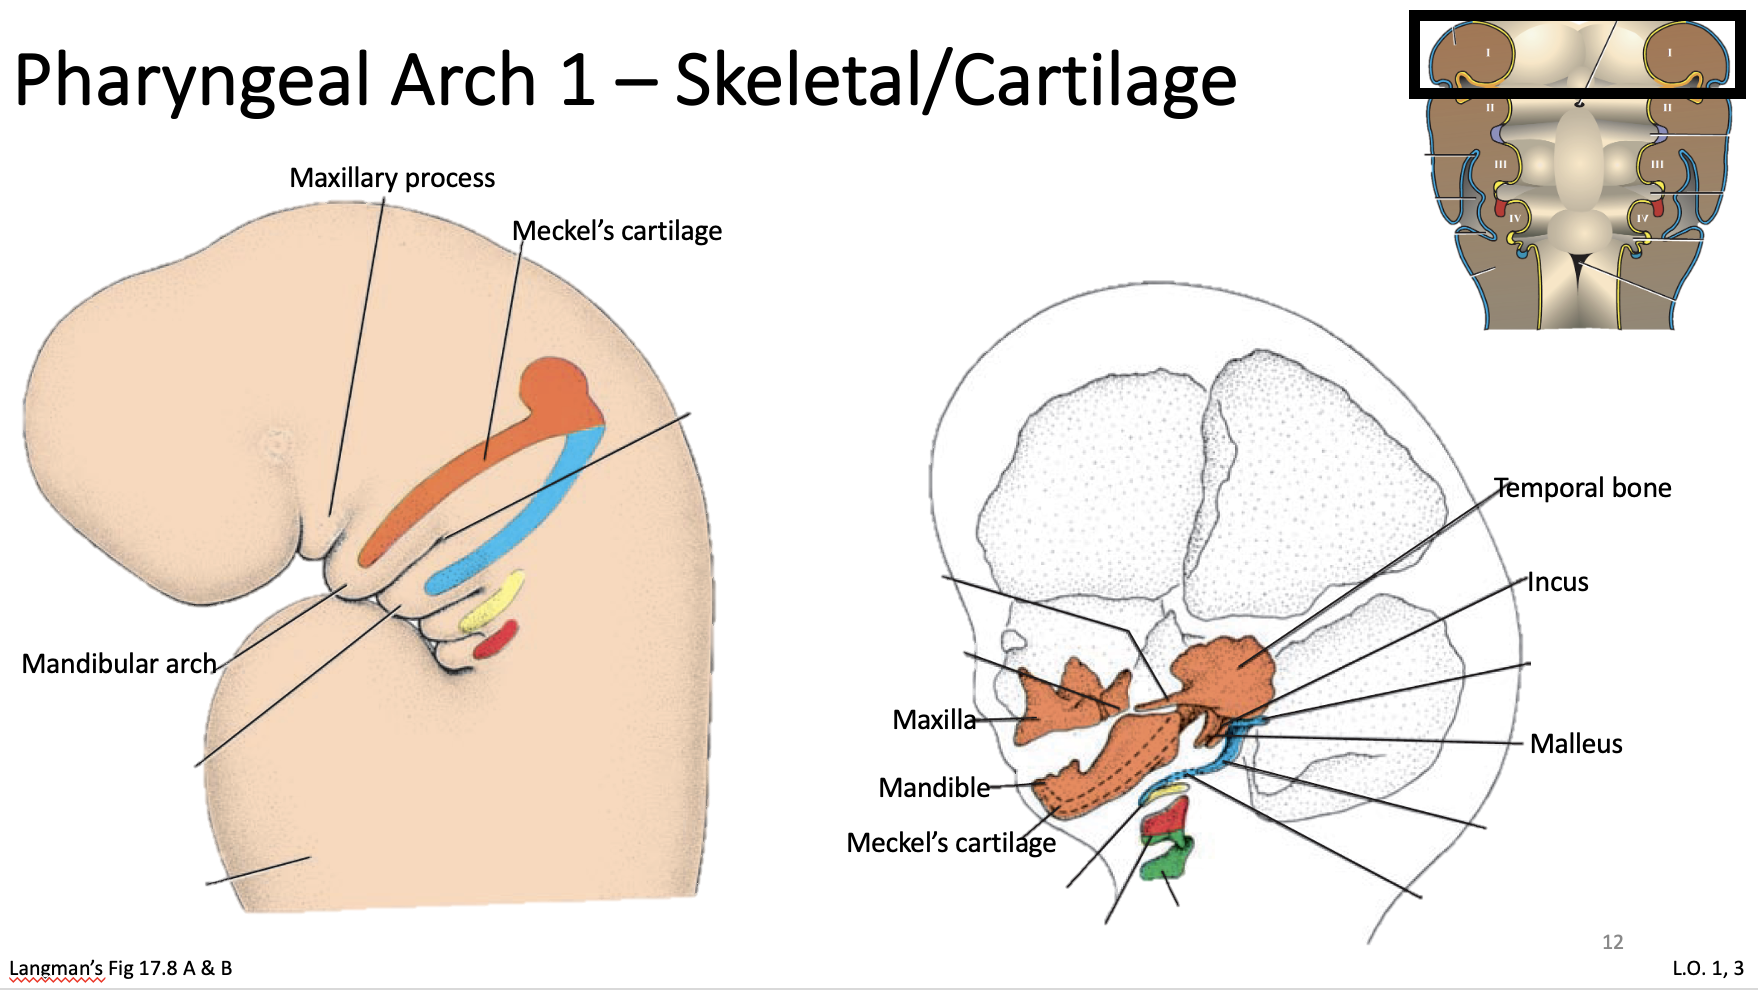 Pharyngeal Arch 1 – Skeletal/Cartilage
I I
II II
III III
IV IV
Maxillary process
Meckel's cartilage
Mandibular arch
Temporal bone
Incus
Maxilla
Malleus
Mandible
Meckel's cartilage
12
Langman's Fig 17.8 A & B
L.O. 1, 3